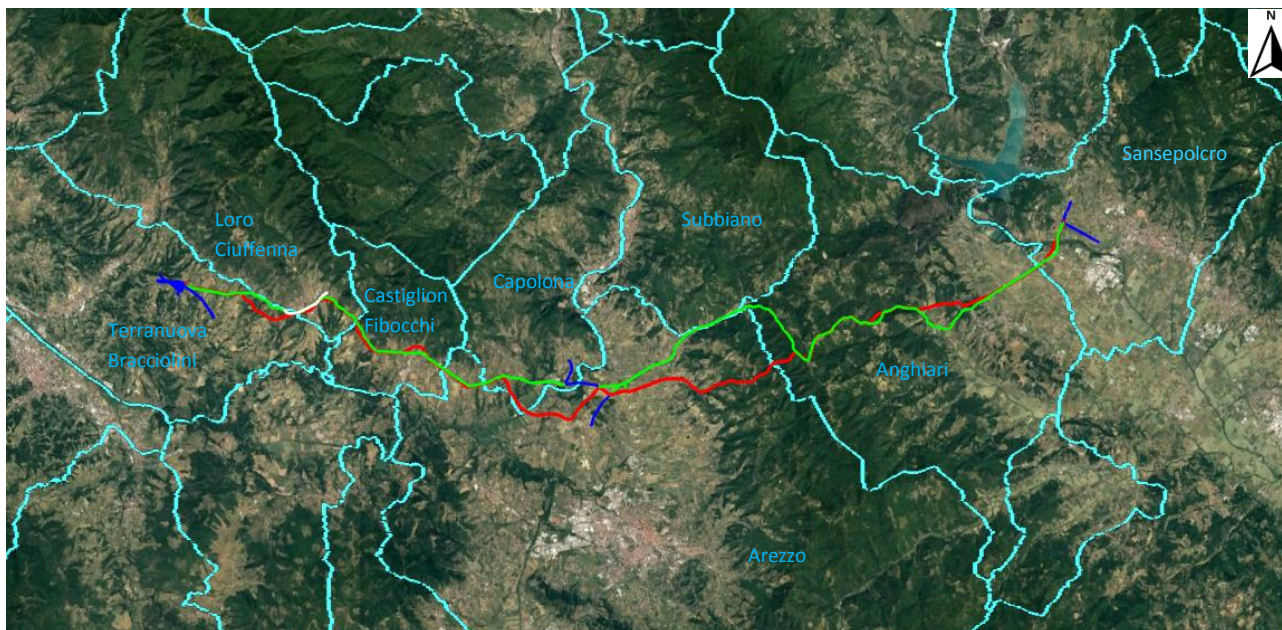 N
Sansepolcro
Loro
Ciuffenna
Subbiano
Capolona
Castiglion
Fibocchi
Terranuova
Bracciolini
Anghiari
Arezzo